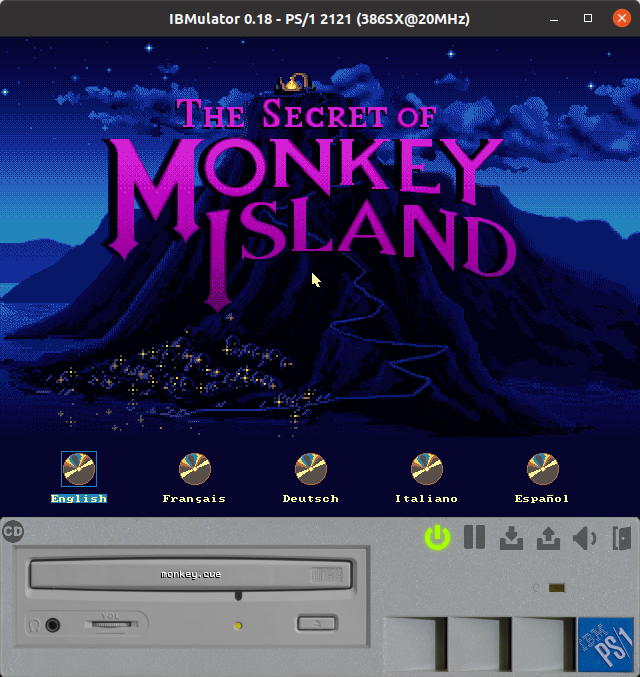 IBMulator 0.18 - PS/1 2121 (386SX@20MHz)
THE SECRET OF
MONKEY
ISLAND
English Français Deutsch Italiano Español
CD
monkey.cue
VOL
IBM
PS/1